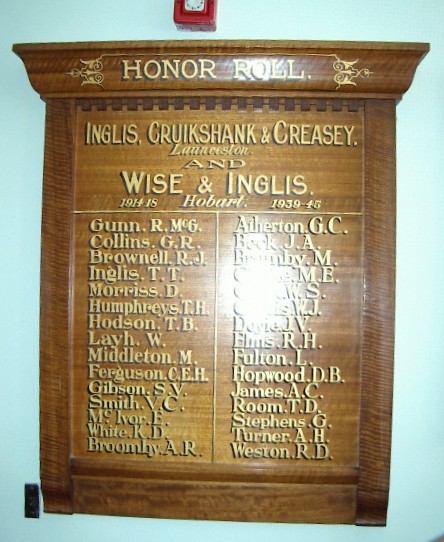 HONOR ROLL.
INGLIS, CRUIKSHANK & CREASEY.
Launceston
AND
WISE & INGLIS.
1914-18 Hobart. 1939-45
Gunn. R. McG.
Collins. G.R.
Brownell. R.J.
Inglis. T.T.
Morriss. D.
Humphreys. T.H.
Hodson. T.B.
Layh. W.
Middleton. M.
Ferguson. C.E.H.
Gibson. S.V.
Smith. V.C.
McIvor. E.
White. K.D.
Broomby. A.R.
Atherton. G.C.
Beck. J.A.
Brumby. M.
M.E.
W.S.
W.J.
Doyle. J.V.
Ellis. R.H.
Fulton. L.
Hopwood. D.B.
James. A.C.
Room. T.D.
Stephens. G.
Turner. A.H.
Weston. R.D.